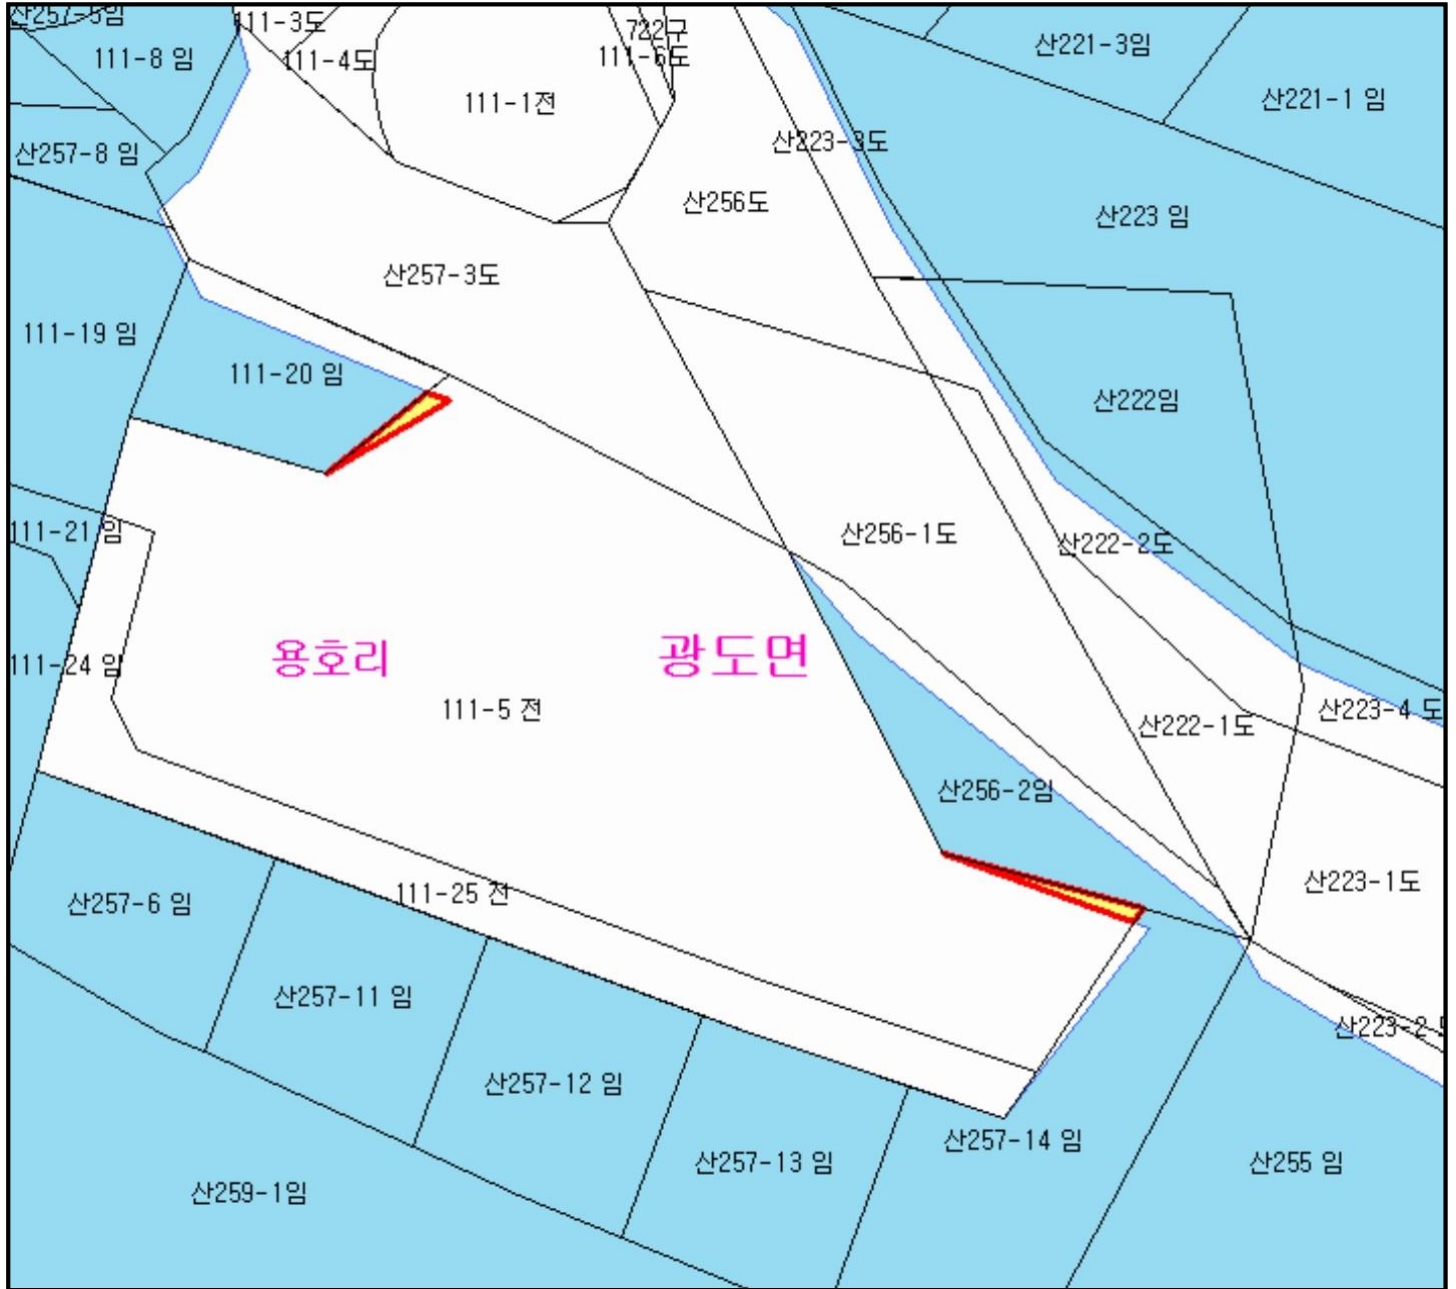 산257-5임
111-3도
722구
111-8 임
111-4도
111-6도
산221-3임
111-1전
산221-1 임
산257-8 임
산223-3도
산256도
산223 임
산257-3도
111-19 임
111-20 임
산222임
111-21 임
산256-1도
산222-2도
용호리
광도면
111-24 임
111-5 전
산222-1도
산223-4 도
산256-2임
산257-6 임
111-25 전
산223-1도
산257-11 임
산223-2
산257-12 임
산257-13 임
산257-14 임
산255 임
산259-1임